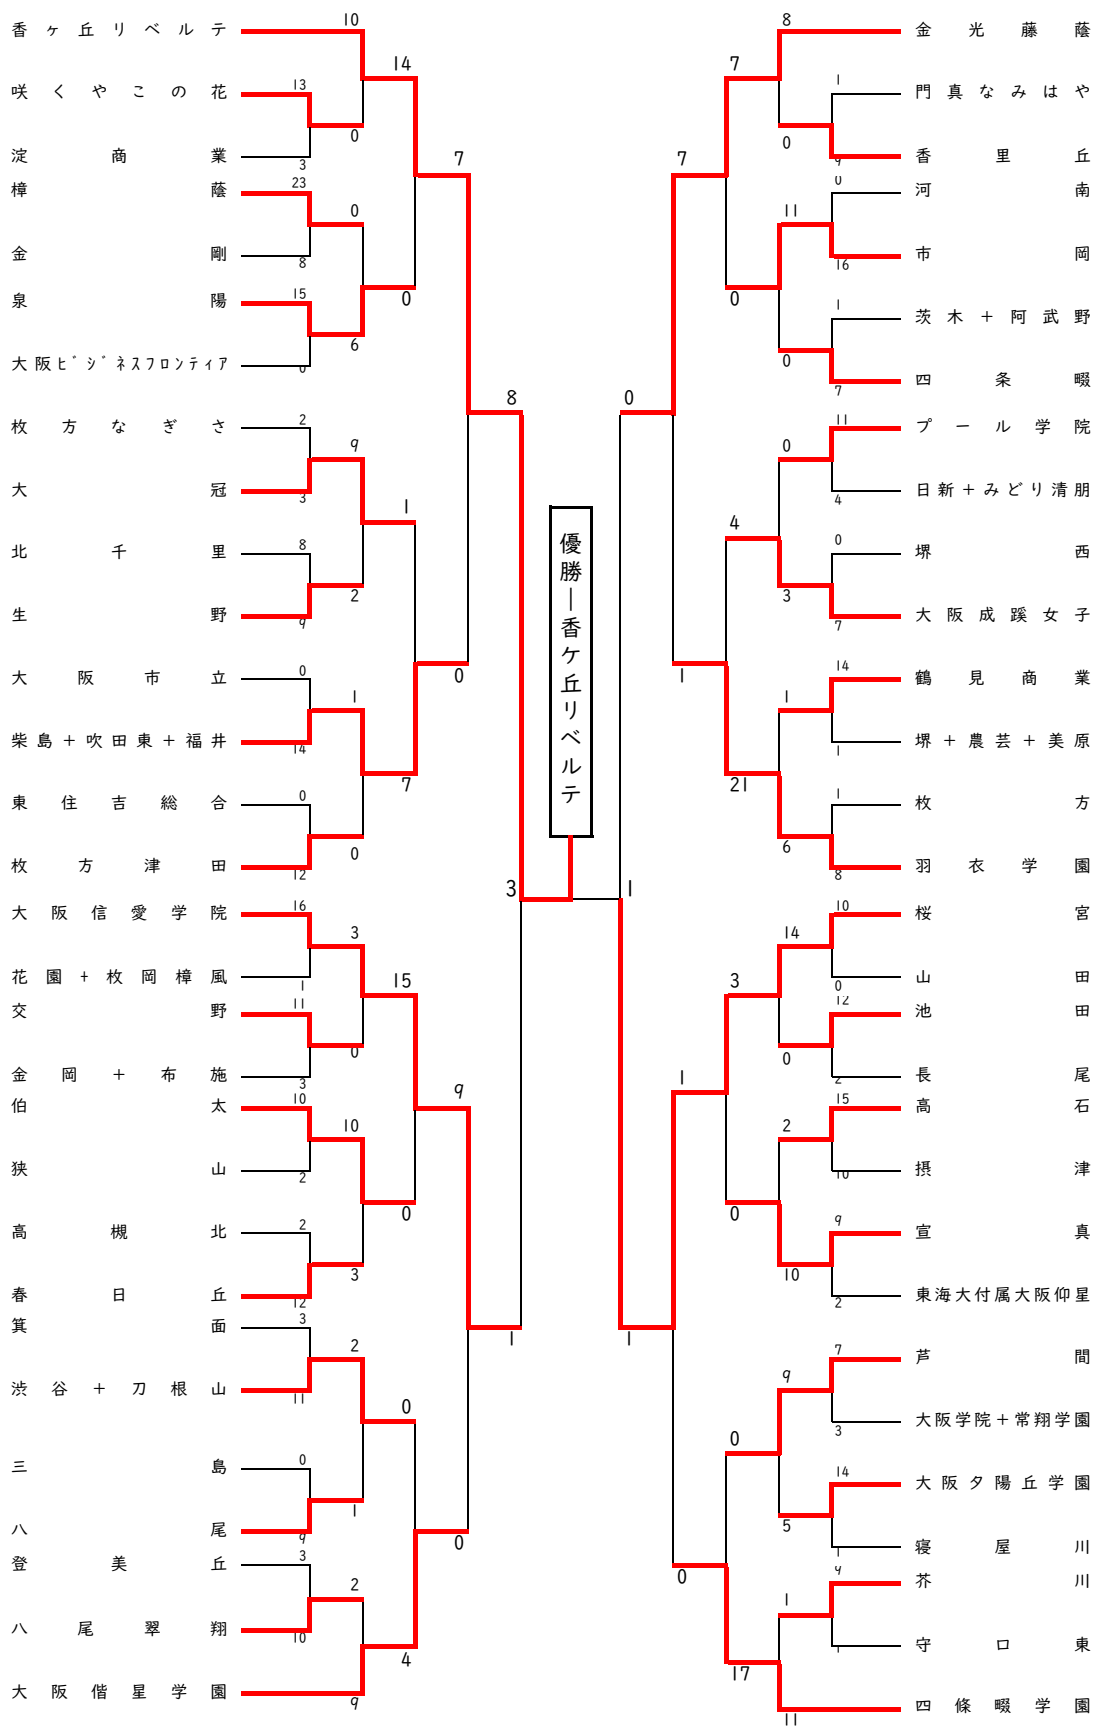 香ヶ丘リベルテ
咲くやこの花
淀商業
樟蔭
金剛
泉陽
大阪ビジネスフロンティア
枚方なぎさ
大冠
北千里
生野
大阪市立
柴島＋吹田東＋福井
東住吉総合
枚方津田
大阪信愛学院
花園＋枚岡樟風
交野
金岡＋布施
伯太
狭山
高槻北
春日丘
箕面
渋谷＋刀根山
三島
八尾
登美丘
八尾翠翔
大阪偕星学園
10
13
3
23
8
15
0
2
3
8
9
0
14
0
12
16
1
11
3
10
2
2
12
3
11
0
9
3
10
9
0
0
6
9
2
1
0
3
0
10
3
2
1
2
14
0
1
7
15
0
0
4
7
0
9
0
8
1
3
優勝ー香ケ丘リベルテ
1
0
1
7
1
1
0
7
0
4
21
3
0
0
17
8
0
11
0
0
3
1
6
14
0
2
10
9
5
1
11
1
9
0
16
1
7
11
4
0
7
14
1
1
8
10
0
12
2
15
10
9
2
7
3
14
1
9
1
金光藤蔭
門真なみはや
香里丘
河南
市岡
茨木＋阿武野
四条畷
プール学院
日新＋みどり清朋
堺西
大阪成蹊女子
鶴見商業
堺＋農芸＋美原
枚方
羽衣学園
桜宮
山田
池田
長尾
高石
摂津
宣真
東海大付属大阪仰星
芦間
大阪学院＋常翔学園
大阪夕陽丘学園
寝屋川
芥川
守口東
四條畷学園